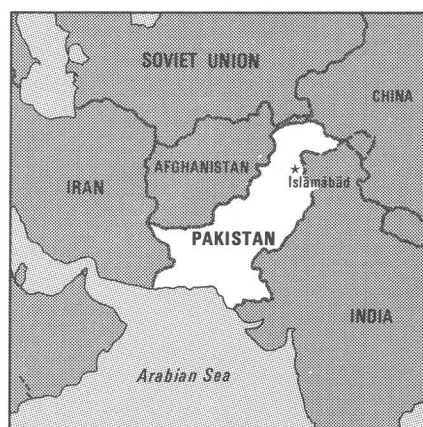 SOVIET UNION
CHINA
AFGHANISTAN
IRAN
Islāmābād
PAKISTAN
INDIA
Arabian Sea